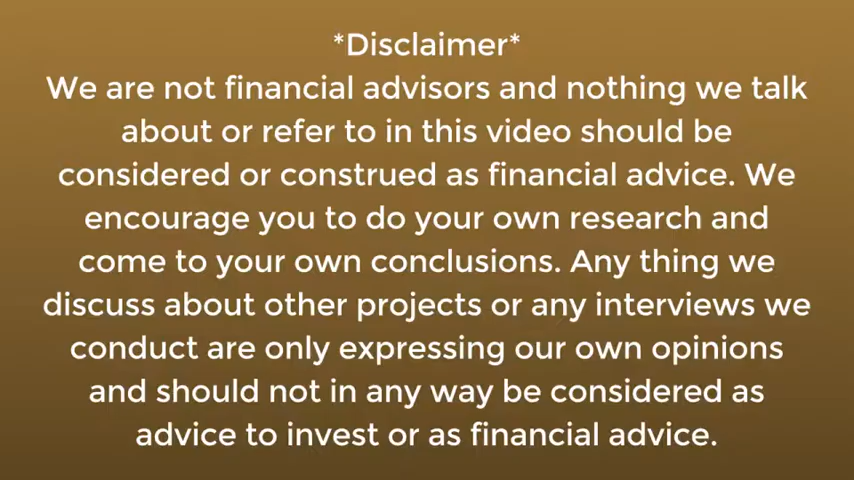 *Disclaimer*
We are not financial advisors and nothing we talk
about or refer to in this video should be
considered or construed as financial advice. We
encourage you to do your own research and
come to your own conclusions. Any thing we
discuss about other projects or any interviews we
conduct are only expressing our own opinions
and should not in any way be considered as
advice to invest or as financial advice.